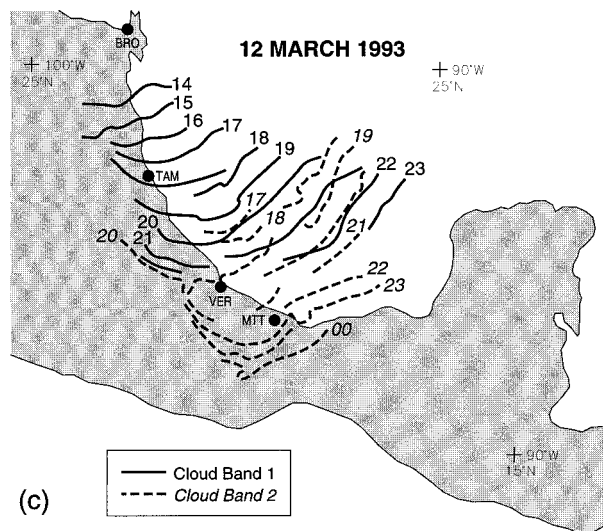 BRO
12 MARCH 1993
100°W
25°N
90°W
25°N
14
15
16
17
18
19
19
22
23
TAM
17
18
20
21
20
21
22
23
VER
MTT
00
90°W
15°N
Cloud Band 1
Cloud Band 2
(c)